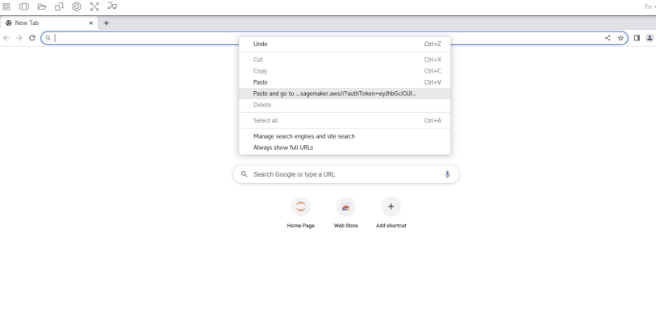 Fn
New Tab
Undo Ctrl+Z
Cut Ctrl+X
Copy Ctrl+C
Paste Ctrl+V
Paste and go to ...sagemaker.aws//?authToken=eyJhbGciOiJI...
Delete
Select all Ctrl+A
Manage search engines and site search
Always show full URLs
Search Google or type a URL
Home Page Web Store Add shortcut